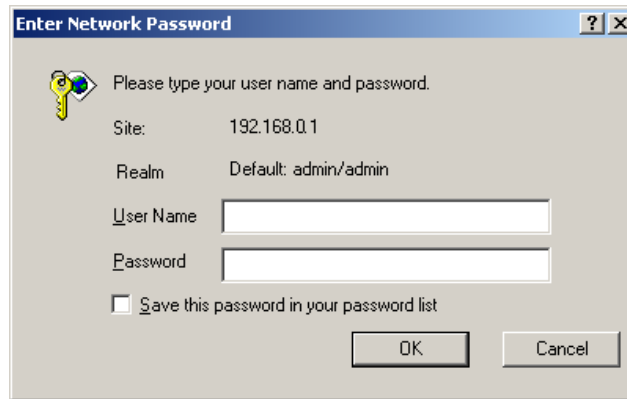 Enter Network Password
Please type your user name and password.
Site: 192.168.0.1
Realm Default: admin/admin
User Name
Password
Save this password in your password list
OK Cancel